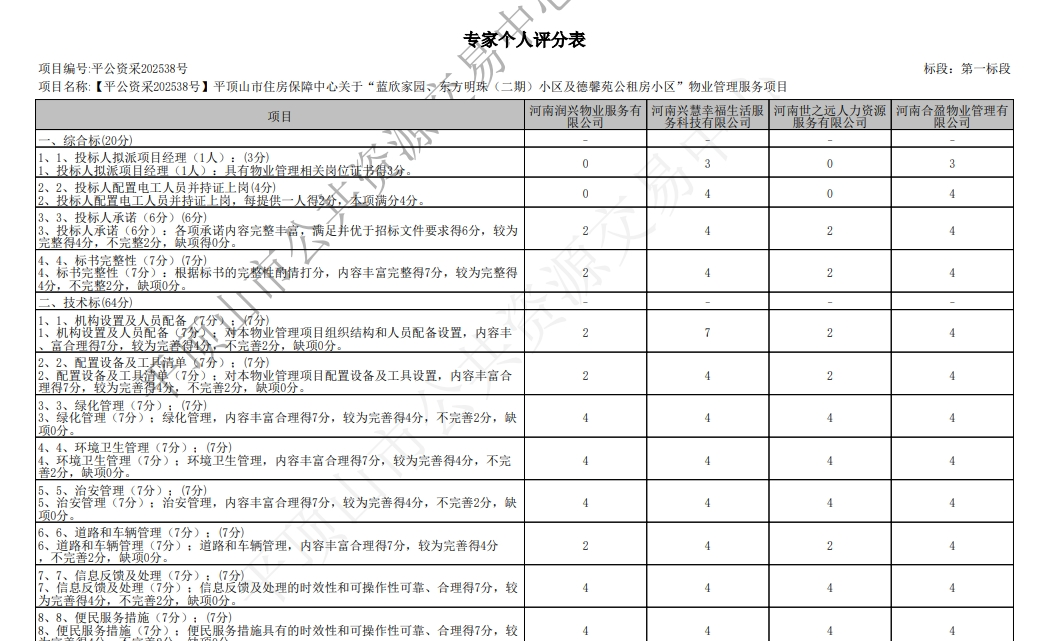 专家个人评分表
项目编号:平公资采202538号
标段: 第一标段
项目名称:【平公资采202538号】平顶山市住房保障中心关于“蓝欣家园、东方明珠（二期）小区及德馨苑公租房小区”物业管理服务项目
项目
河南润兴物业服务有
限公司
河南兴慧幸福生活服
务科技有限公司
河南世之远人力资源
服务有限公司
河南合盈物业管理有
限公司
一、综合标(20分)
- - - -
1、1、投标人拟派项目经理（1人）: (3分)
1、投标人拟派项目经理（1人）: 具有物业管理相关岗位证书得3分。
0 3 0 3
2、2、投标人配置电工人员并持证上岗(4分)
2、投标人配置电工人员并持证上岗, 每提供一人得2分, 本项满分4分。
0 4 0 4
3、3、投标人承诺（6分）(6分)
3、投标人承诺（6分）: 各项承诺内容完整丰富, 满足并优于招标文件要求得6分, 较为
完整得4分, 不完整2分, 缺项得0分。
2 4 2 4
4、4、标书完整性（7分）(7分)
4、标书完整性（7分）: 根据标书的完整性酌情打分, 内容丰富完整得7分, 较为完整得
4分, 不完整2分, 缺项0分。
2 4 2 4
二、技术标(64分)
- - - -
1、1、机构设置及人员配备（7分）; (7分)
1、机构设置及人员配备（7分）; 对本物业管理项目组织结构和人员配备设置, 内容丰
、富合理得7分, 较为完善得4分, 不完善2分, 缺项0分。
2 7 2 4
2、2、配置设备及工具清单（7分）; (7分)
2、配置设备及工具清单（7分）; 对本物业管理项目配置设备及工具设置, 内容丰富合
理得7分, 较为完善得4分, 不完善2分, 缺项0分。
2 4 2 4
3、3、绿化管理（7分）; (7分)
3、绿化管理（7分）; 绿化管理, 内容丰富合理得7分, 较为完善得4分, 不完善2分, 缺
项0分。
4 4 4 4
4、4、环境卫生管理（7分）; (7分)
4、环境卫生管理（7分）; 环境卫生管理, 内容丰富合理得7分, 较为完善得4分, 不完
善2分, 缺项0分。
4 4 4 4
5、5、治安管理（7分）; (7分)
5、治安管理（7分）; 治安管理, 内容丰富合理得7分, 较为完善得4分, 不完善2分, 缺
项0分。
4 4 4 4
6、6、道路和车辆管理（7分）; (7分)
6、道路和车辆管理（7分）; 道路和车辆管理, 内容丰富合理得7分, 较为完善得4分
, 不完善2分, 缺项0分。
2 4 2 4
7、7、信息反馈及处理（7分）; (7分)
7、信息反馈及处理（7分）; 信息反馈及处理的时效性和可操作性可靠、合理得7分, 较
为完善得4分, 不完善2分, 缺项0分。
4 4 4 4
8、8、便民服务措施（7分）; (7分)
8、便民服务措施（7分）; 便民服务措施具有的时效性和可操作性可靠、合理得7分, 较
4 4 4 4
平顶山市公共资源交易中心
平顶山市公共资源交易中